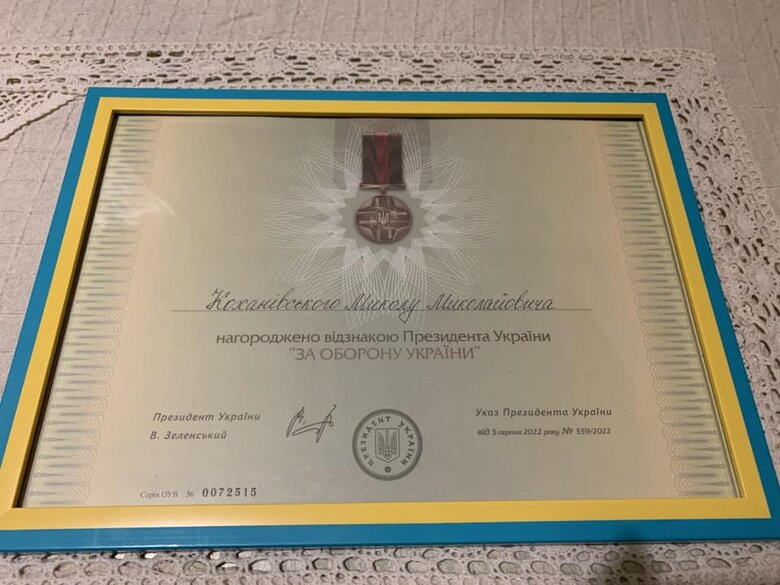 Коханівського Миколу Миколайовича
нагороджено відзнакою Президента України
“ЗА ОБОРОНУ УКРАЇНИ”
Президент України
В. Зеленський
ПРЕЗИДЕНТ УКРАЇНИ
Указ Президента України
від 5 серпня 2022 року № 559/2022
Серія ОУВ № 0072515